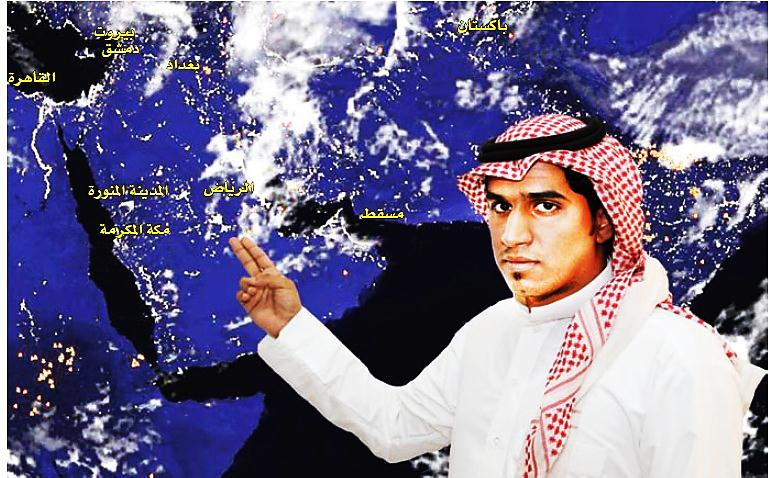 باكستان
بيروت
دمشق
بغداد
القاهرة
المدينة المنورة
الرياض
مسقط
مكة المكرمة